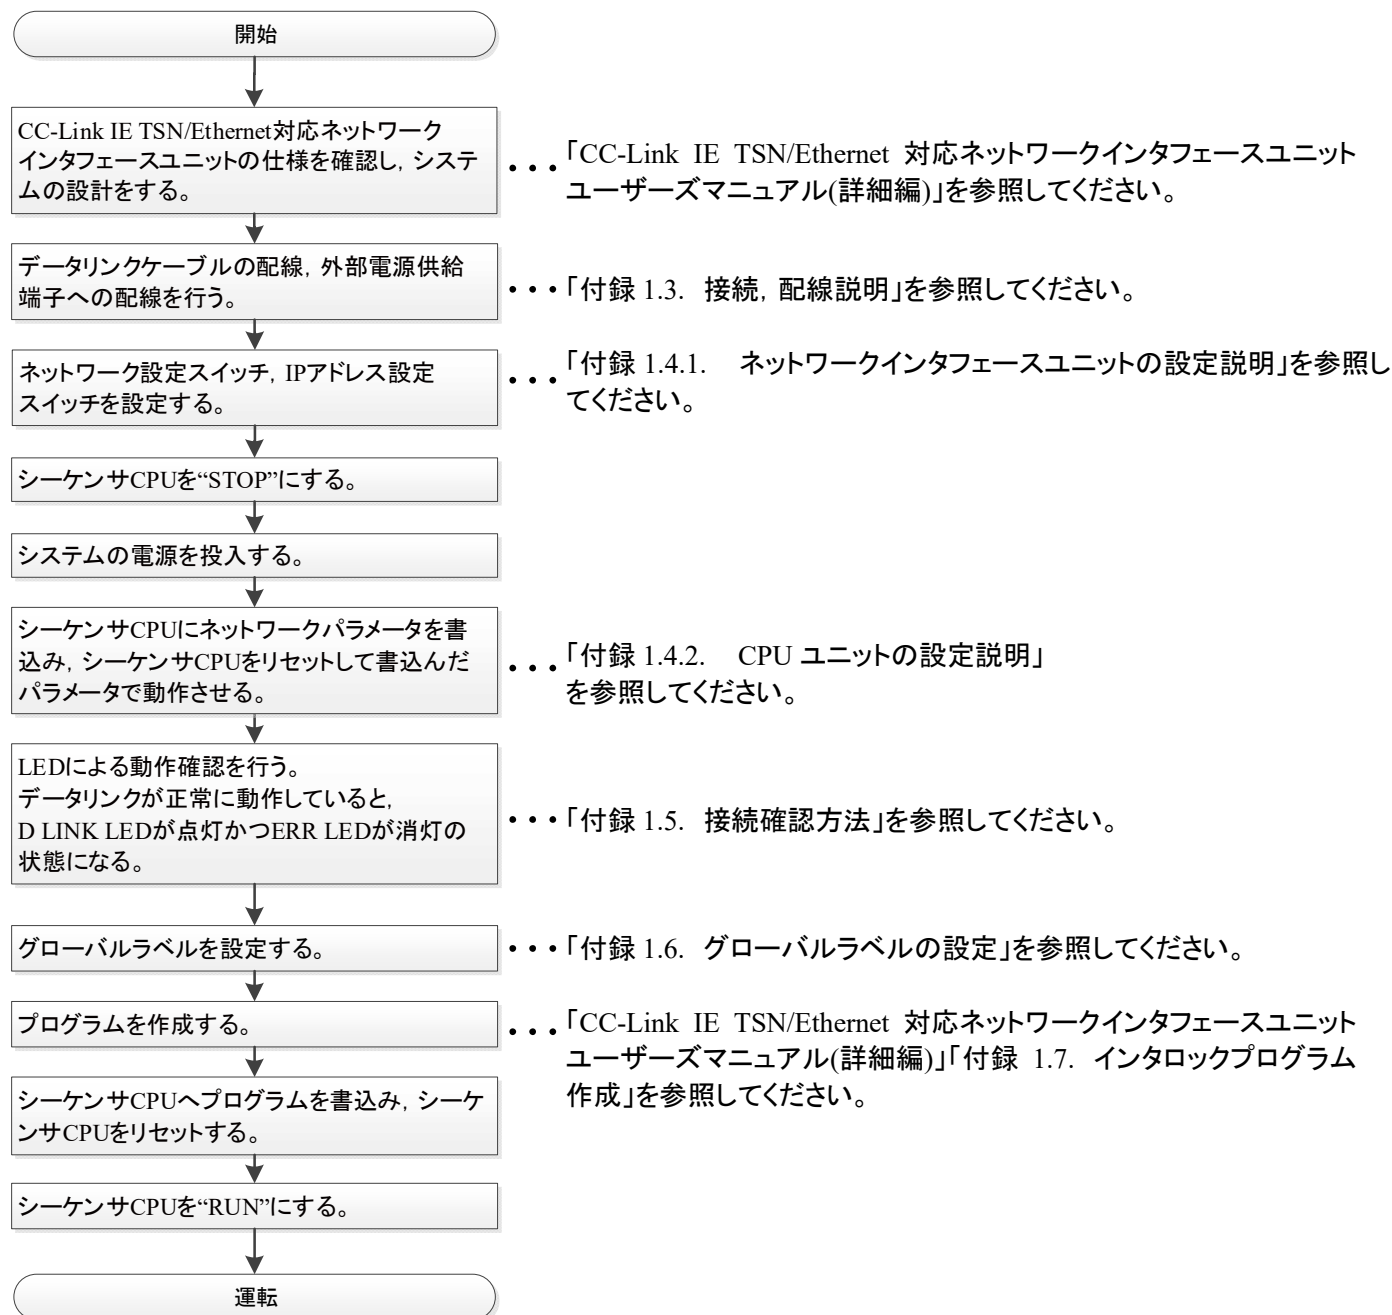 開始
CC-Link IE TSN/Ethernet対応ネットワーク
インタフェースユニットの仕様を確認し，システ
ムの設計をする。
・・・「CC-Link IE TSN/Ethernet 対応ネットワークインタフェースユニット
ユーザーズマニュアル(詳細編)」を参照してください。
データリンクケーブルの配線，外部電源供給
端子への配線を行う。
・・・「付録 1.3. 接続，配線説明」を参照してください。
ネットワーク設定スイッチ，IPアドレス設定
スイッチを設定する。
・・・「付録 1.4.1. ネットワークインタフェースユニットの設定説明」を参照し
てください。
シーケンサCPUを“STOP”にする。
システムの電源を投入する。
シーケンサCPUにネットワークパラメータを書
込み，シーケンサCPUをリセットして書込んだ
パラメータで動作させる。
・・・「付録 1.4.2. CPU ユニットの設定説明」
を参照してください。
LEDによる動作確認を行う。
データリンクが正常に動作していると，
D LINK LEDが点灯かつERR LEDが消灯の
状態になる。
・・・「付録 1.5. 接続確認方法」を参照してください。
グローバルラベルを設定する。
・・・「付録 1.6. グローバルラベルの設定」を参照してください。
プログラムを作成する。
・・・「CC-Link IE TSN/Ethernet 対応ネットワークインタフェースユニット
ユーザーズマニュアル(詳細編)」「付録 1.7. インタロックプログラム
作成」を参照してください。
シーケンサCPUへプログラムを書込み，シーケ
ンサCPUをリセットする。
シーケンサCPUを“RUN”にする。
運転